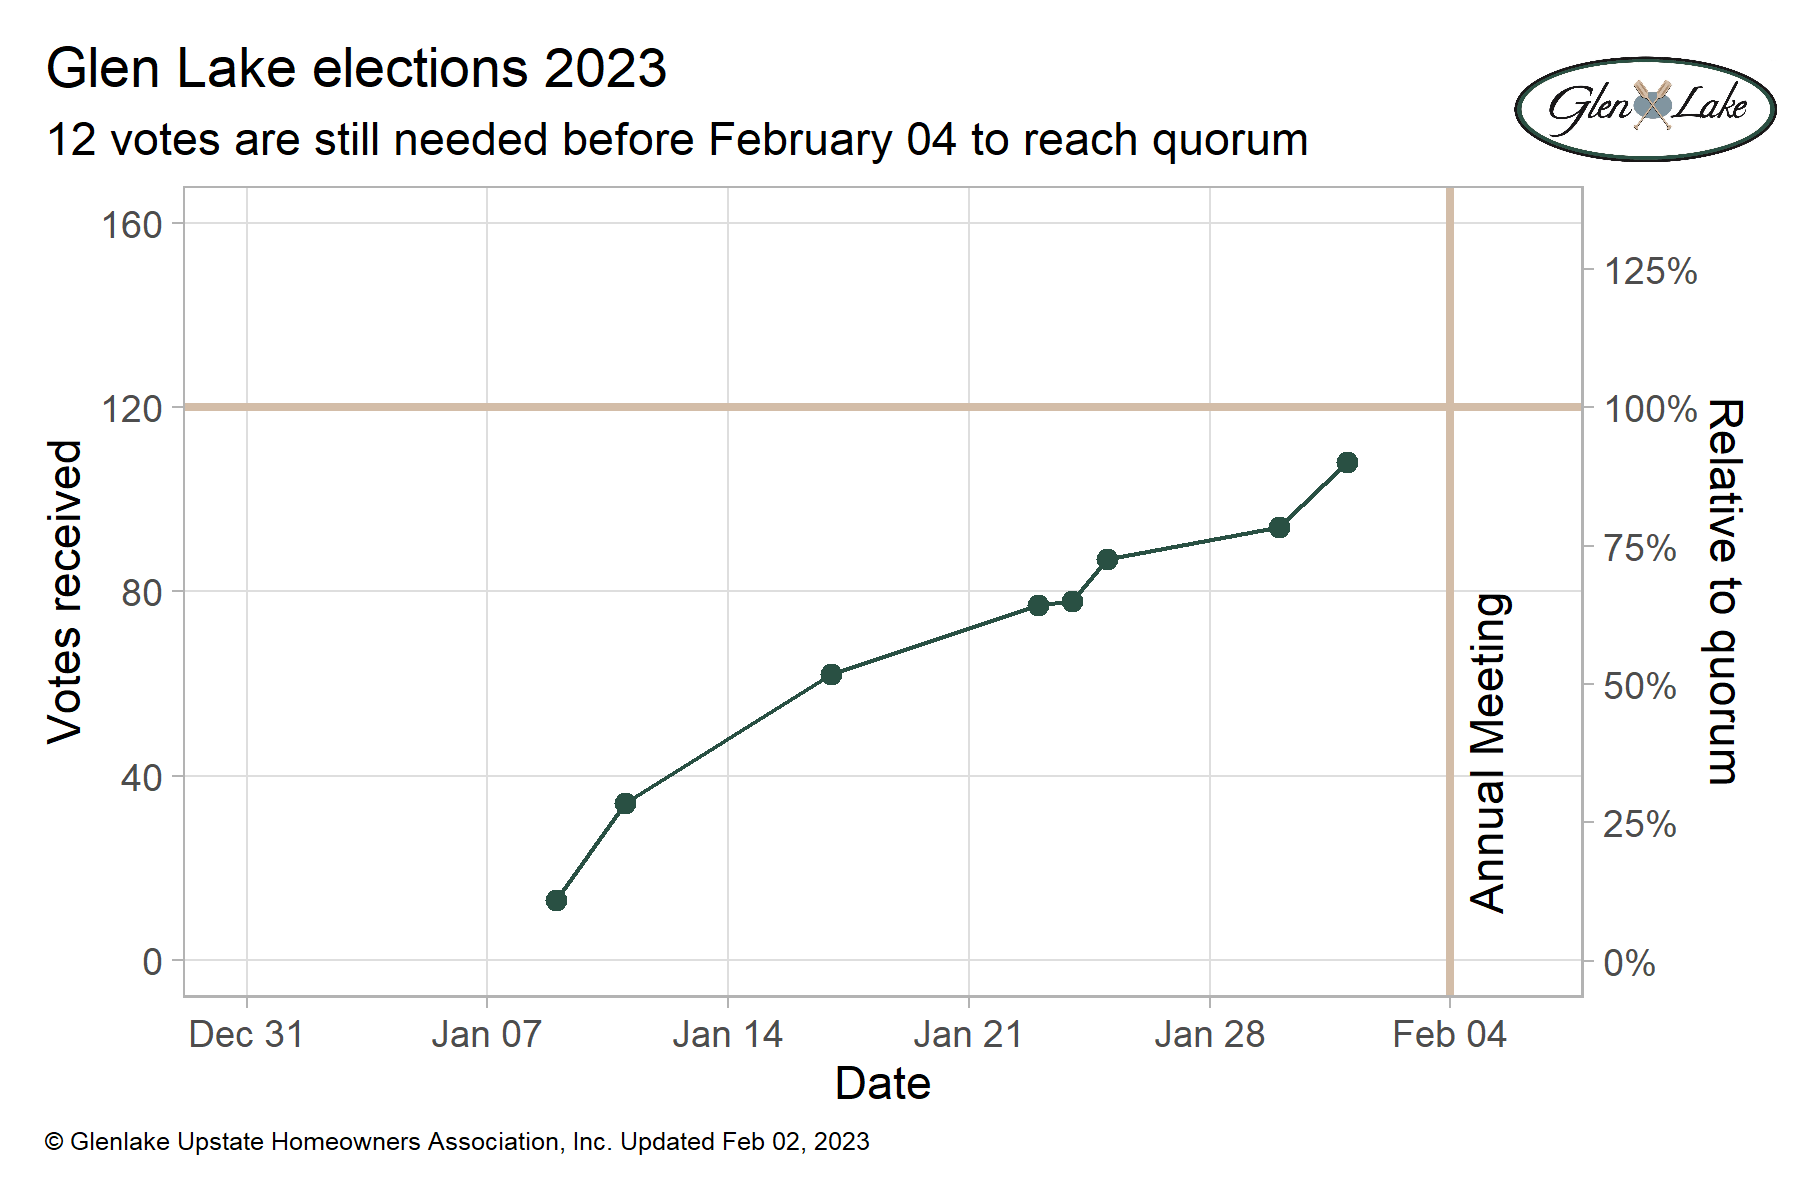 Glen Lake elections 2023
12 votes are still needed before February 04 to reach quorum
Glen Lake
Votes received
160
120
80
40
0
125%
100%
75%
50%
25%
0%
Relative to quorum
Annual Meeting
Dec 31
Jan 07
Jan 14
Jan 21
Jan 28
Feb 04
Date
© Glenlake Upstate Homeowners Association, Inc. Updated Feb 02, 2023